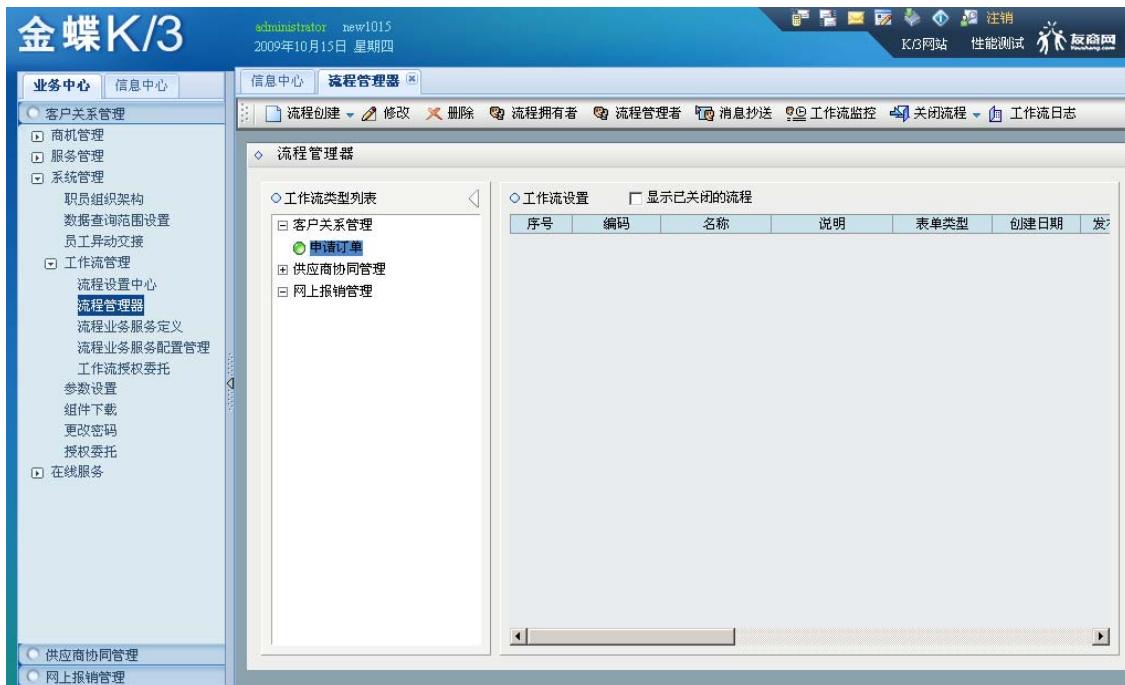 金蝶K/3
administrator new1015
2009年10月15日 星期四
注销
K/3网站 性能测试 友商网
Youshang.com
业务中心 信息中心
客户关系管理
商机管理
服务管理
系统管理
职员组织架构
数据查询范围设置
员工异动交接
工作流管理
流程设置中心
流程管理器
流程业务服务定义
流程业务服务配置管理
工作流授权委托
参数设置
组件下载
更改密码
授权委托
在线服务
供应商协同管理
网上报销管理
信息中心 流程管理器
流程创建 修改 删除 流程拥有者 流程管理者 消息抄送 工作流监控 关闭流程 工作流日志
流程管理器
工作流类型列表
客户关系管理
申请订单
供应商协同管理
网上报销管理
工作流设置 显示已关闭的流程
序号 编码 名称 说明 表单类型 创建日期 发